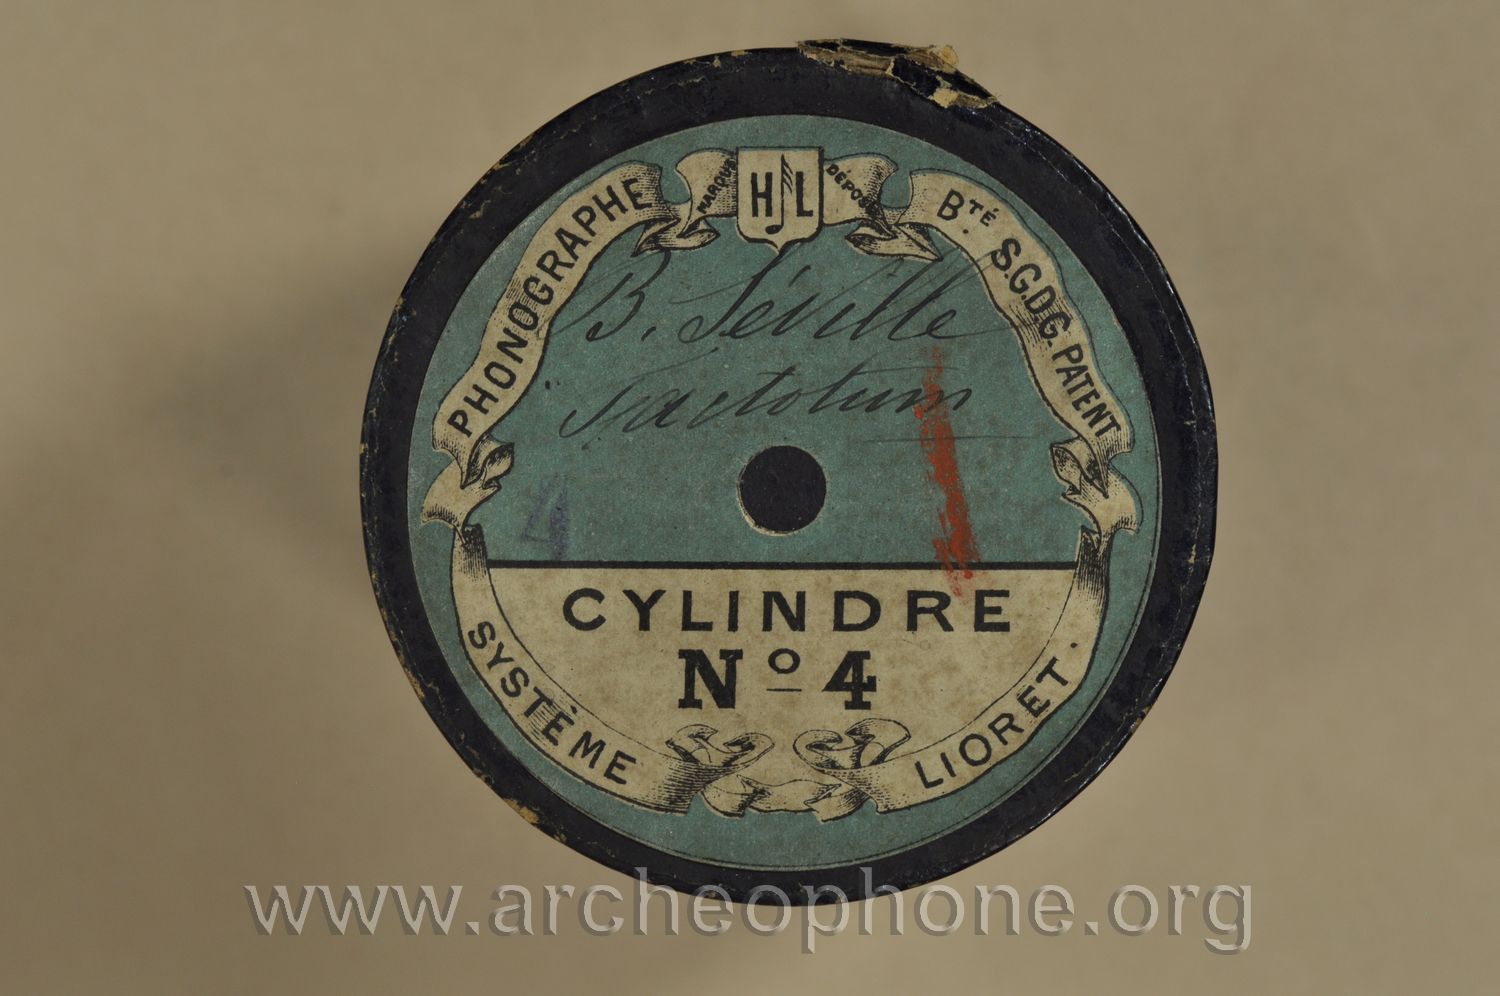 MARQUE HL DÉPOSÉE
PHONOGRAPHE
BTÉ S.G.D.G. PATENT
B. Séville
Factotum
4
CYLINDRE
No 4
SYSTÈME LIORET.
www.archeophone.org